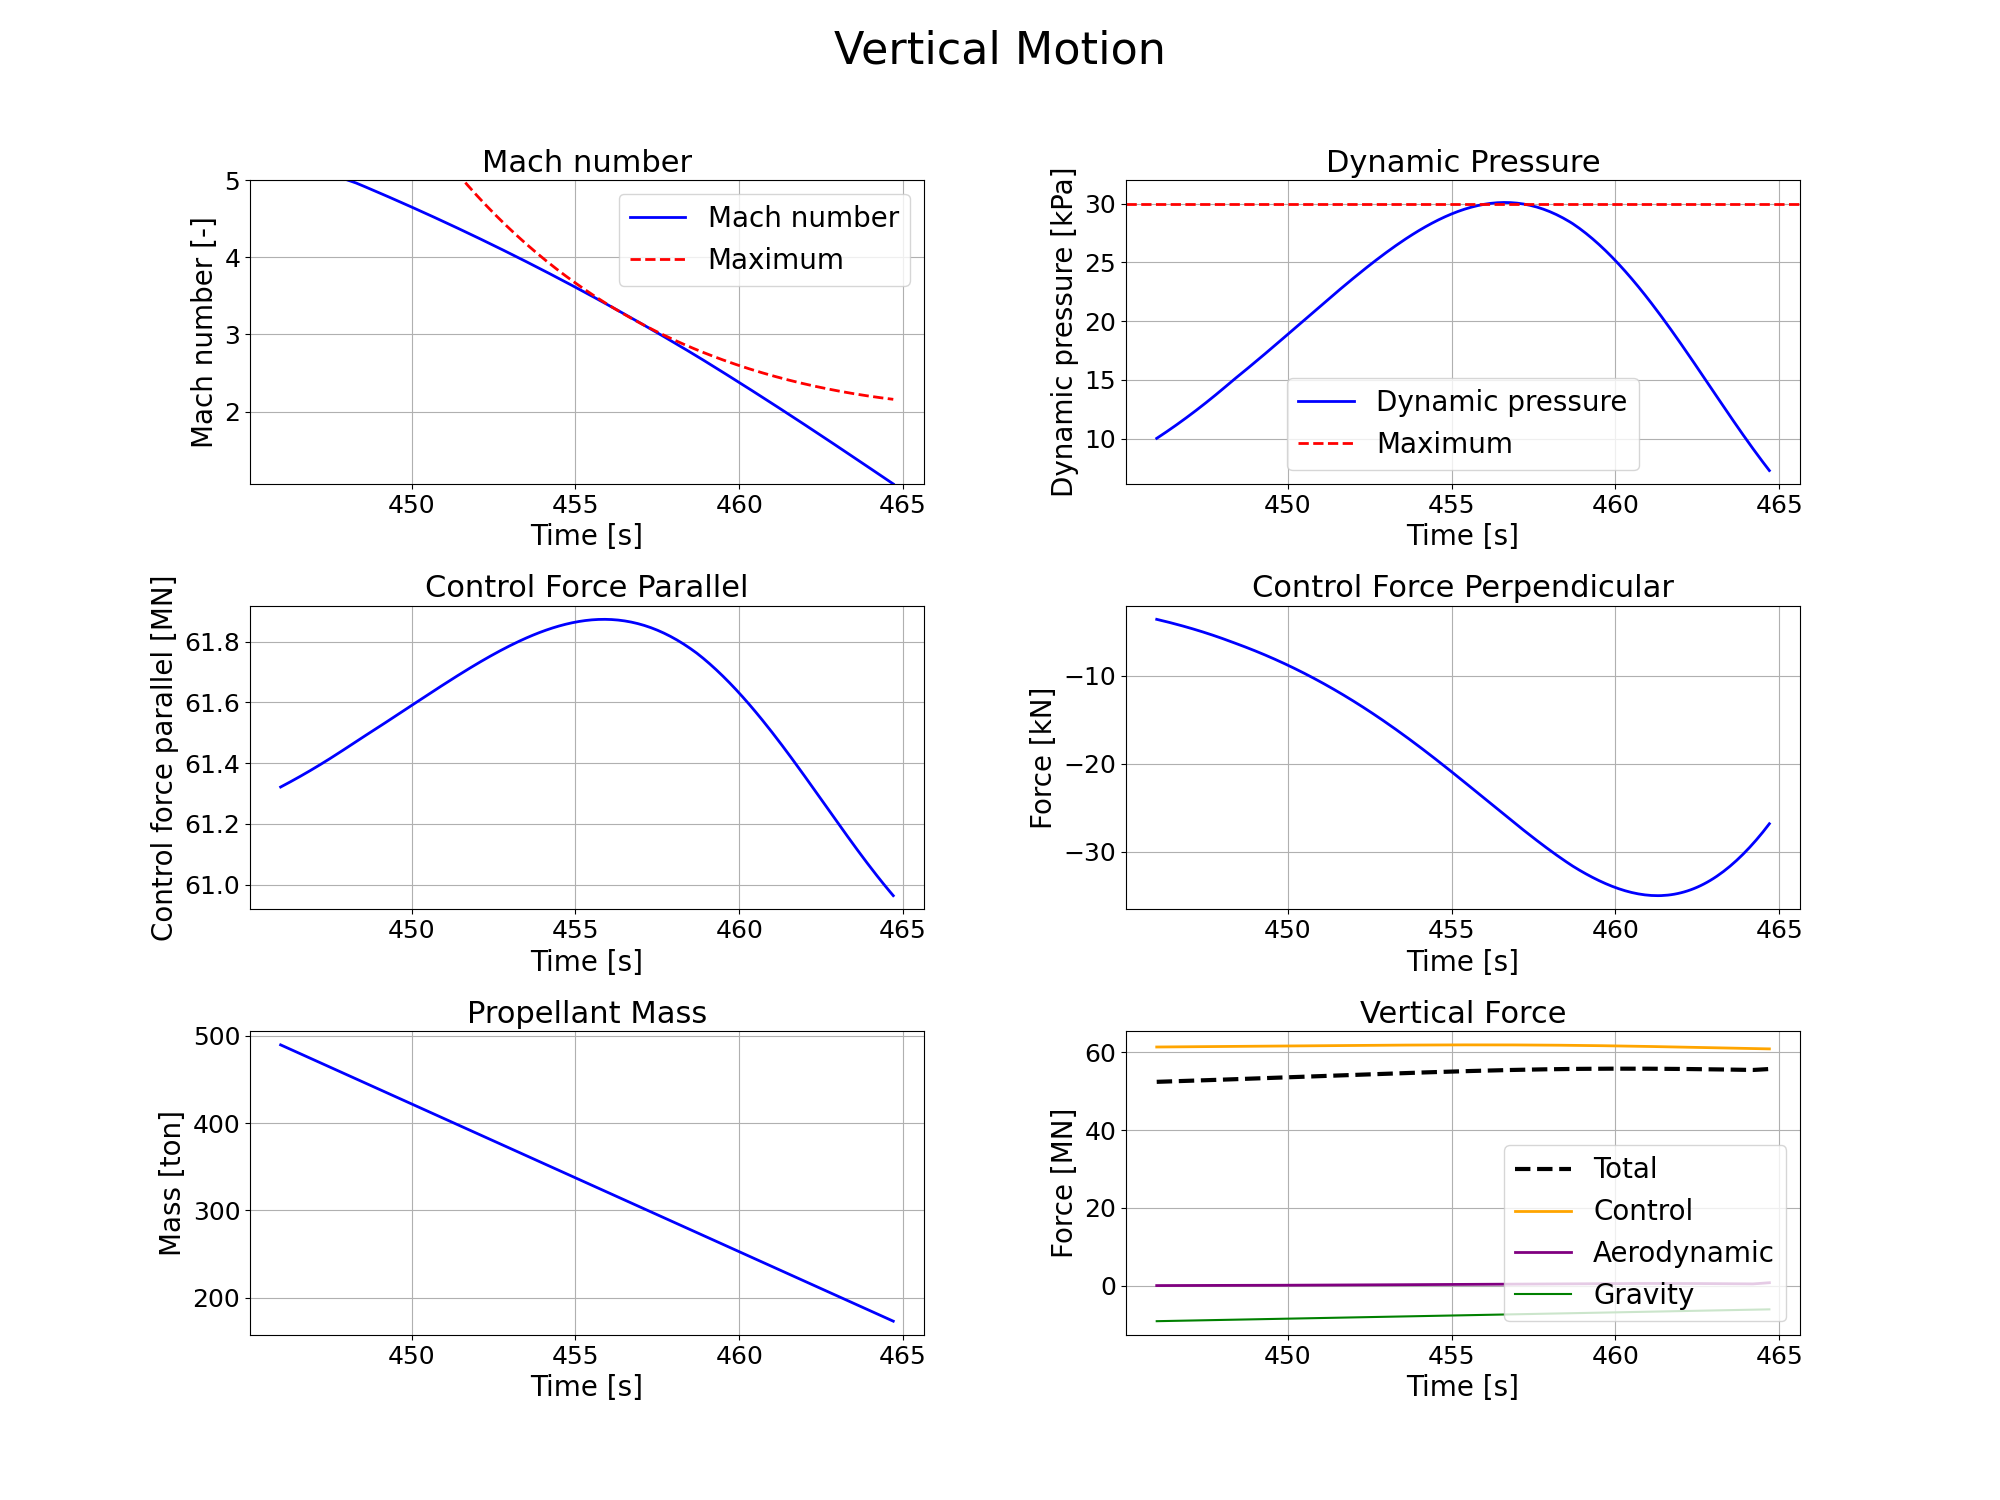 Vertical Motion
Mach number
Mach number [-]
5
4
3
2
Mach number
Maximum
450
455
460
465
Time [s]
Dynamic Pressure
Dynamic pressure [kPa]
30
25
20
15
10
Dynamic pressure
Maximum
450
455
460
465
Time [s]
Control Force Parallel
Control force parallel [MN]
61.8
61.6
61.4
61.2
61.0
450
455
460
465
Time [s]
Control Force Perpendicular
Force [kN]
−10
−20
−30
450
455
460
465
Time [s]
Propellant Mass
Mass [ton]
500
400
300
200
450
455
460
465
Time [s]
Vertical Force
Force [MN]
60
40
20
0
Total
Control
Aerodynamic
Gravity
450
455
460
465
Time [s]